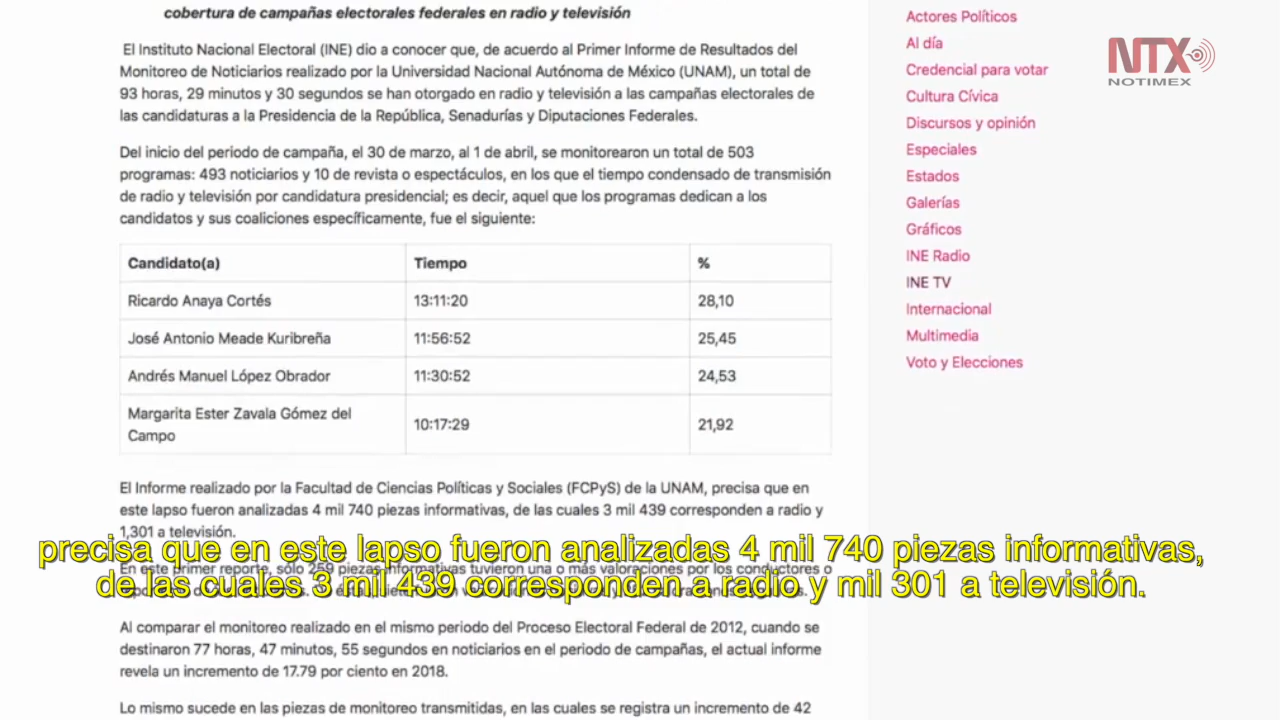 cobertura de campañas electorales federales en radio y televisión
El Instituto Nacional Electoral (INE) dio a conocer que, de acuerdo al Primer Informe de Resultados del
Monitoreo de Noticiarios realizado por la Universidad Nacional Autónoma de México (UNAM), un total de
93 horas, 29 minutos y 30 segundos se han otorgado en radio y televisión a las campañas electorales de
las candidaturas a la Presidencia de la República, Senadurías y Diputaciones Federales.
Del inicio del periodo de campaña, el 30 de marzo, al 1 de abril, se monitorearon un total de 503
programas: 493 noticiarios y 10 de revista o espectáculos, en los que el tiempo condensado de transmisión
de radio y televisión por candidatura presidencial; es decir, aquel que los programas dedican a los
candidatos y sus coaliciones específicamente, fue el siguiente:
Candidato(a) Tiempo %
Ricardo Anaya Cortés 13:11:20 28,10
José Antonio Meade Kuribreña 11:56:52 25,45
Andrés Manuel López Obrador 11:30:52 24,53
Margarita Ester Zavala Gómez del
Campo 10:17:29 21,92
El Informe realizado por la Facultad de Ciencias Políticas y Sociales (FCPyS) de la UNAM, precisa que en
este lapso fueron analizadas 4 mil 740 piezas informativas, de las cuales 3 mil 439 corresponden a radio y
1,301 a televisión.
En este primer reporte, sólo 259 piezas informativas tuvieron una o más valoraciones por los conductores o
Al comparar el monitoreo realizado en el mismo periodo del Proceso Electoral Federal de 2012, cuando se
destinaron 77 horas, 47 minutos, 55 segundos en noticiarios en el periodo de campañas, el actual informe
revela un incremento de 17.79 por ciento en 2018.
Lo mismo sucede en las piezas de monitoreo transmitidas, en las cuales se registra un incremento de 42
Actores Políticos
Al día
Credencial para votar
Cultura Cívica
Discursos y opinión
Especiales
Estados
Galerías
Gráficos
INE Radio
INE TV
Internacional
Multimedia
Voto y Elecciones
NTX
NOTIMEX
precisa que en este lapso fueron analizadas 4 mil 740 piezas informativas,
de las cuales 3 mil 439 corresponden a radio y mil 301 a televisión.